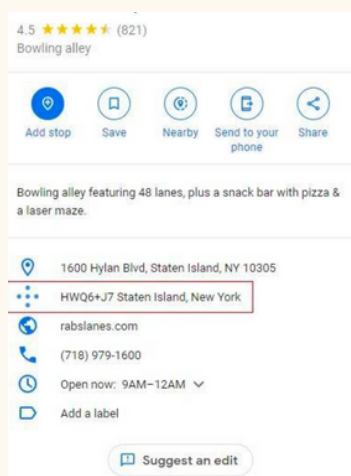 4.5 ★★★★★ (821)
Bowling alley
Add stop
Save
Nearby
Send to your
phone
Share
Bowling alley featuring 48 lanes, plus a snack bar with pizza &
a laser maze.
1600 Hylan Blvd, Staten Island, NY 10305
HWQ6+J7 Staten Island, New York
rabslanes.com
(718) 979-1600
Open now: 9AM–12AM
Add a label
Suggest an edit